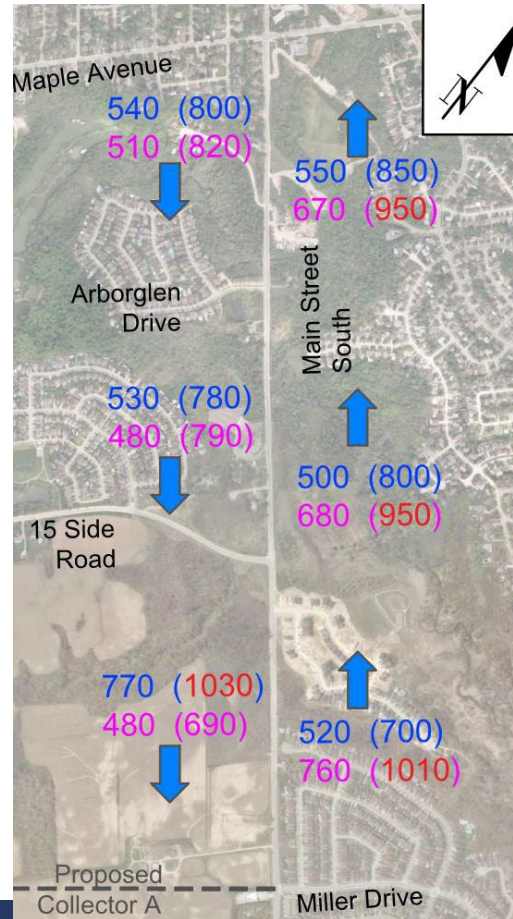 Maple Avenue
540 (800)
510 (820)
550 (850)
670 (950)
Arborglen
Drive
Main Street
South
530 (780)
480 (790)
500 (800)
680 (950)
15 Side
Road
770 (1030)
480 (690)
520 (700)
760 (1010)
Proposed
Collector A
Miller Drive
N